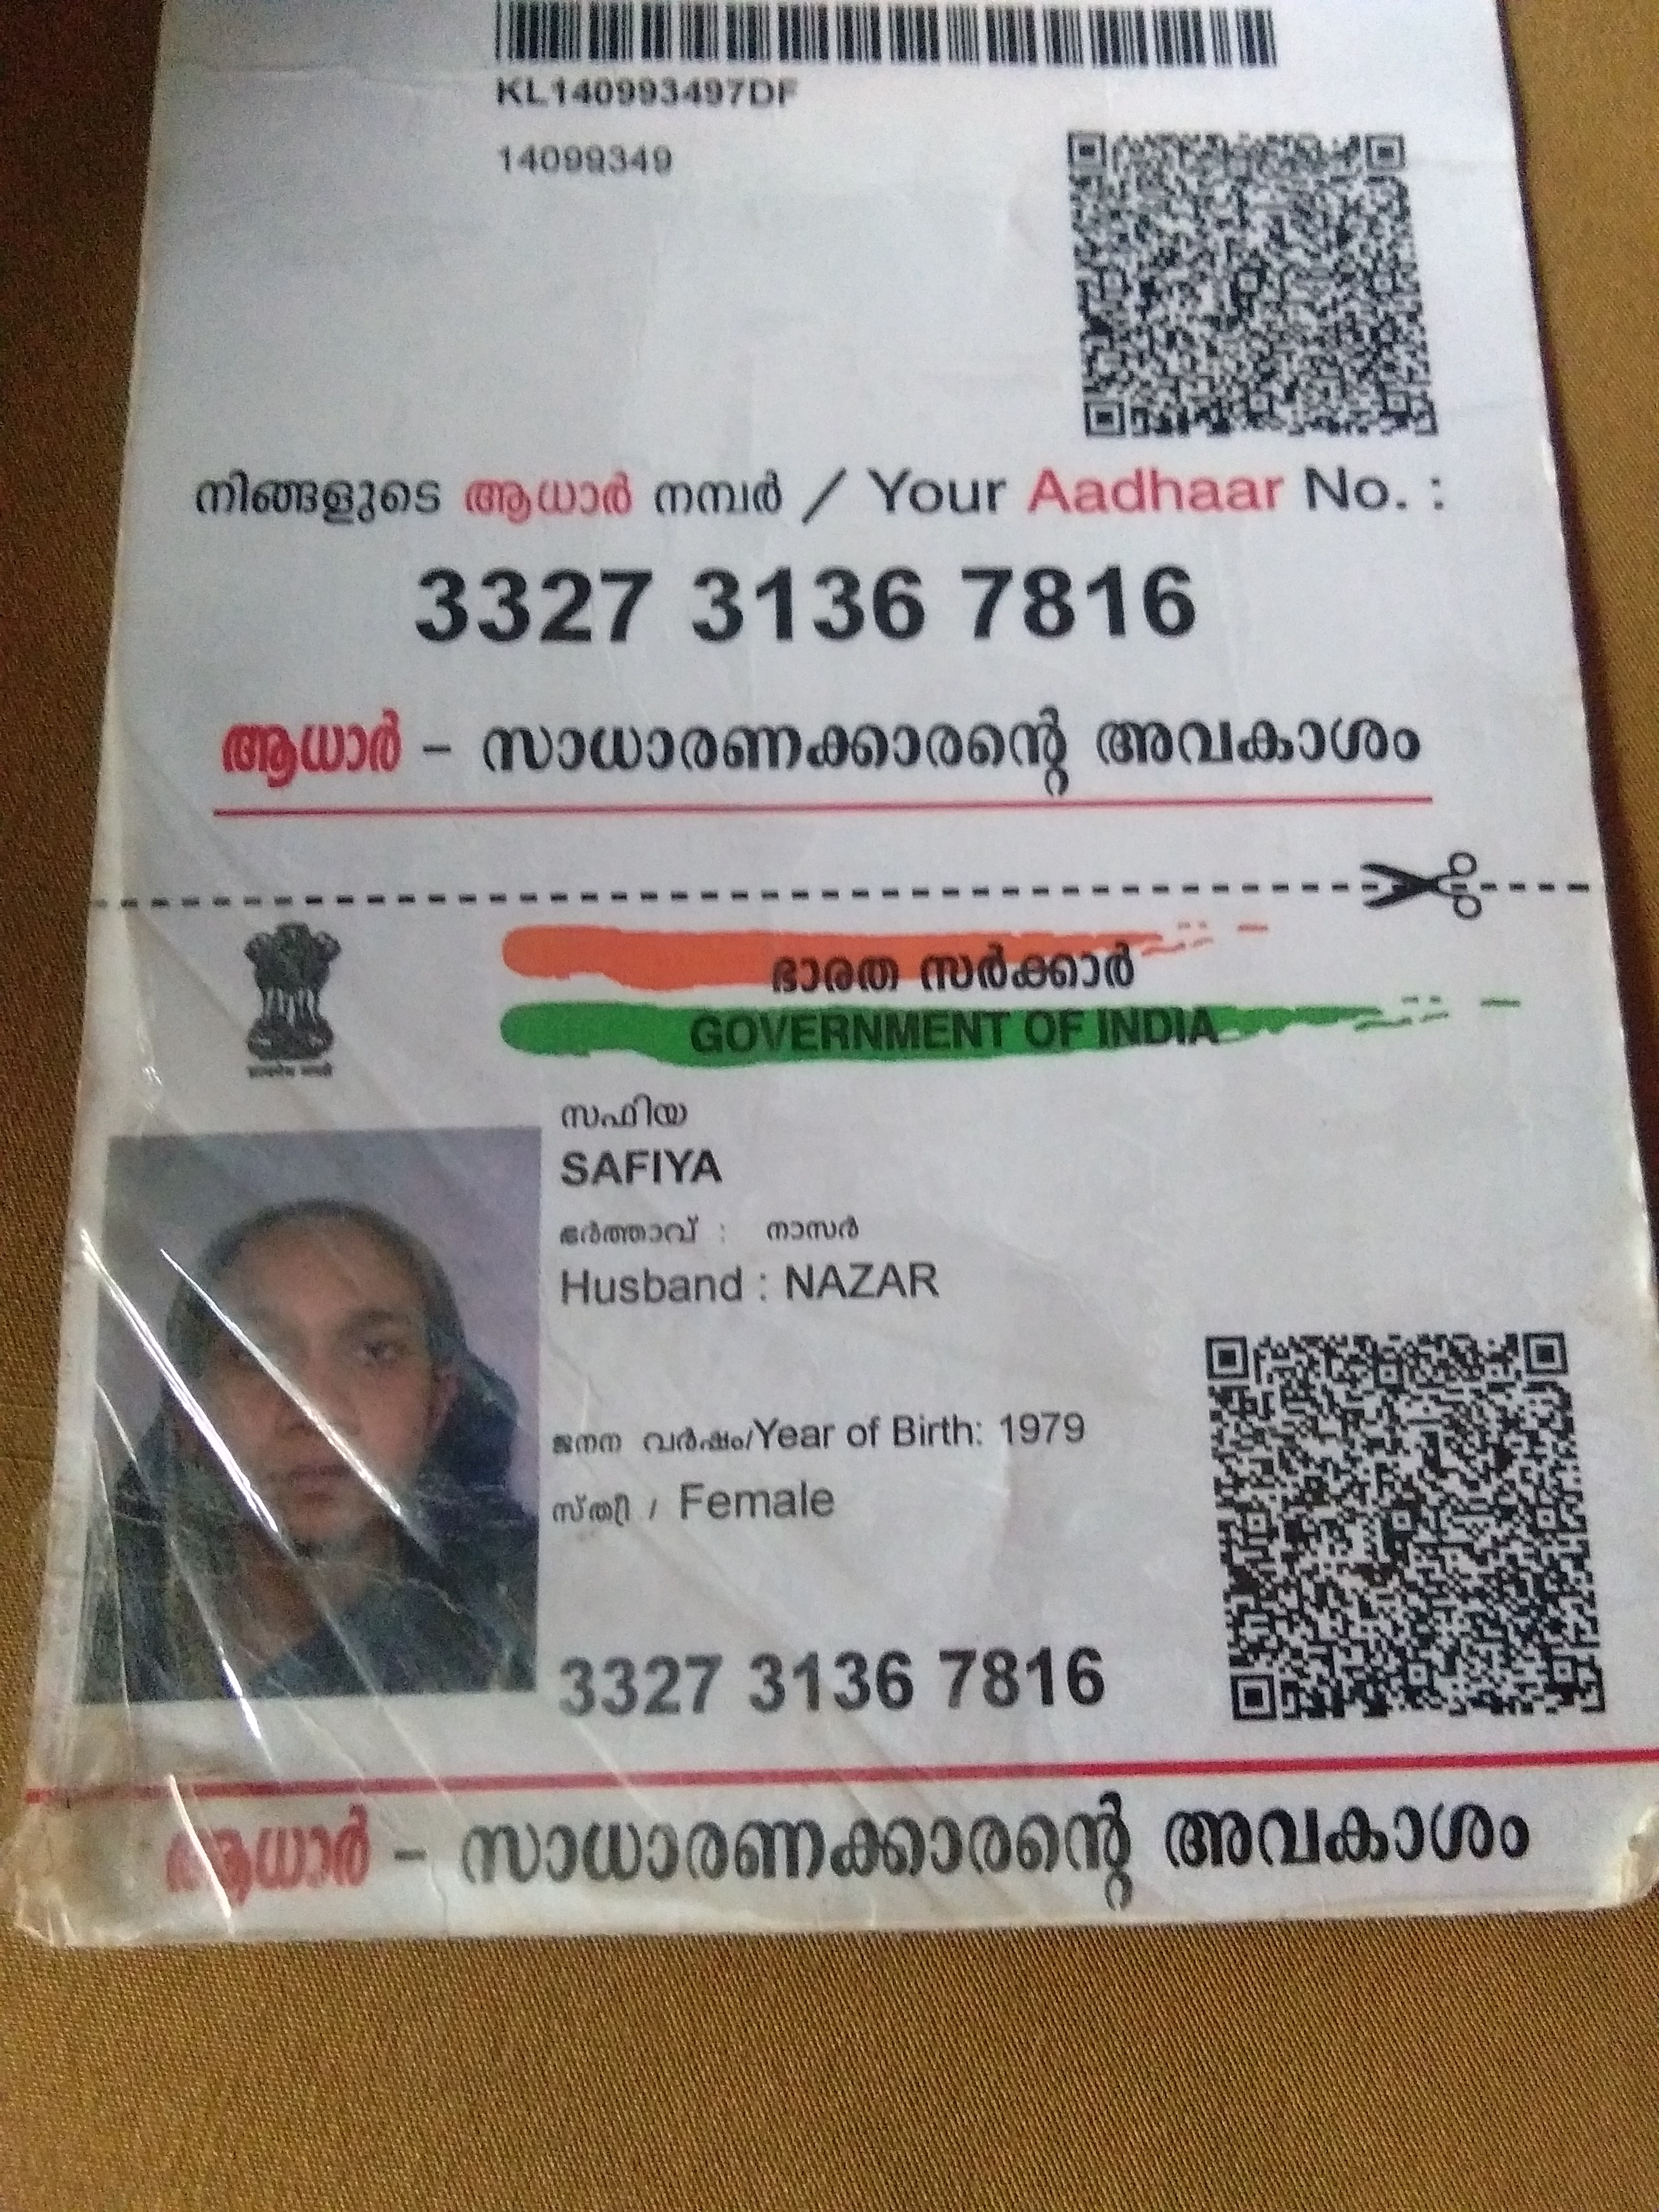 KL140993497DF
14099349
നിങ്ങളുടെ ആധാർ നമ്പർ / Your Aadhaar No. :
3327 3136 7816
ആധാർ – സാധാരണക്കാരന്റെ അവകാശം
ഭാരത സർക്കാർ
GOVERNMENT OF INDIA
സഫിയ
SAFIYA
ഭർത്താവ് : നാസർ
Husband : NAZAR
ജനന വർഷം/Year of Birth: 1979
സ്ത്രീ / Female
3327 3136 7816
ആധാർ – സാധാരണക്കാരന്റെ അവകാശം